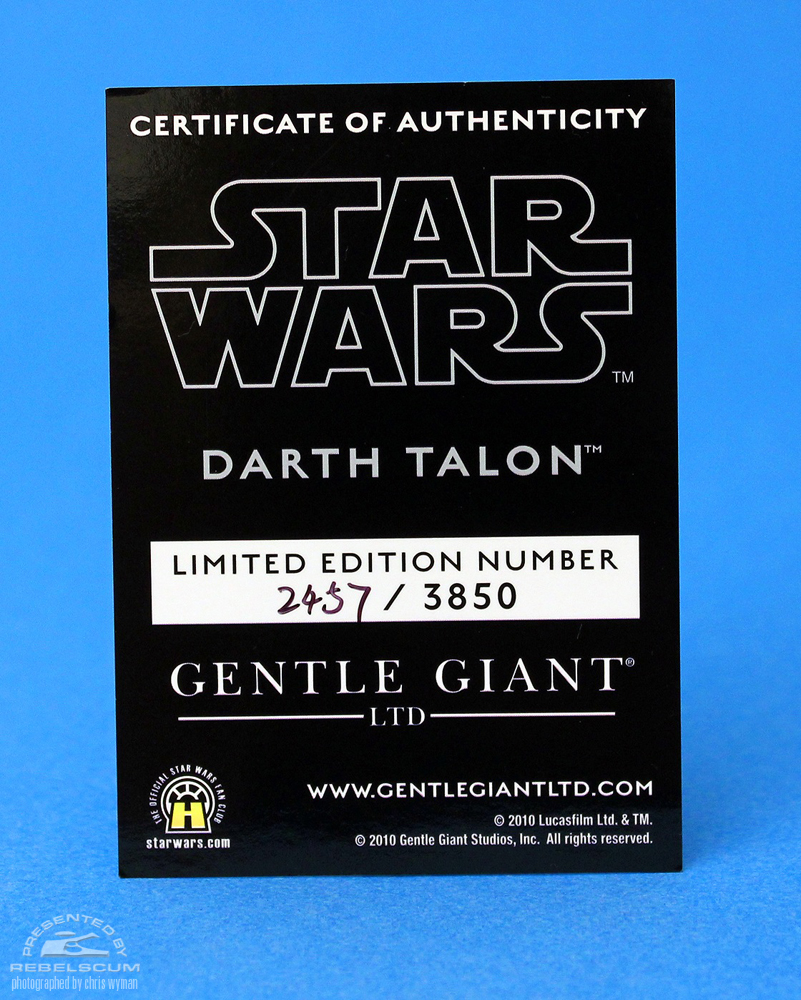 CERTIFICATE OF AUTHENTICITY
STAR
WARS™
DARTH TALON™
LIMITED EDITION NUMBER
2457 / 3850
GENTLE GIANT®
LTD
WWW.GENTLEGIANTLTD.COM
© 2010 Lucasfilm Ltd. & TM.
© 2010 Gentle Giant Studios, Inc. All rights reserved.
THE OFFICIAL STAR WARS FAN CLUB
H
starwars.com
PRESENTED BY
REBELSCUM
photographed by chris wyman